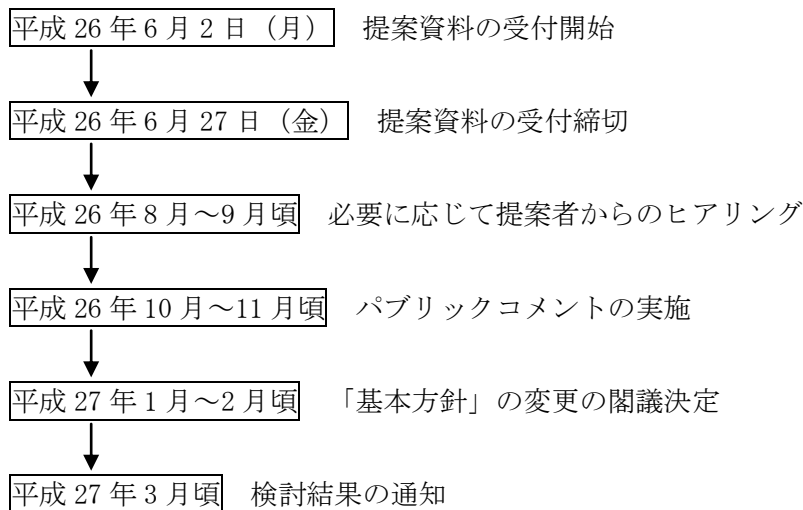 平成 26 年 6 月 2 日（月） 提案資料の受付開始
平成 26 年 6 月 27 日（金） 提案資料の受付締切
平成 26 年 8 月～9 月頃 必要に応じて提案者からのヒアリング
平成 26 年 10 月～11 月頃 パブリックコメントの実施
平成 27 年 1 月～2 月頃 「基本方針」の変更の閣議決定
平成 27 年 3 月頃 検討結果の通知